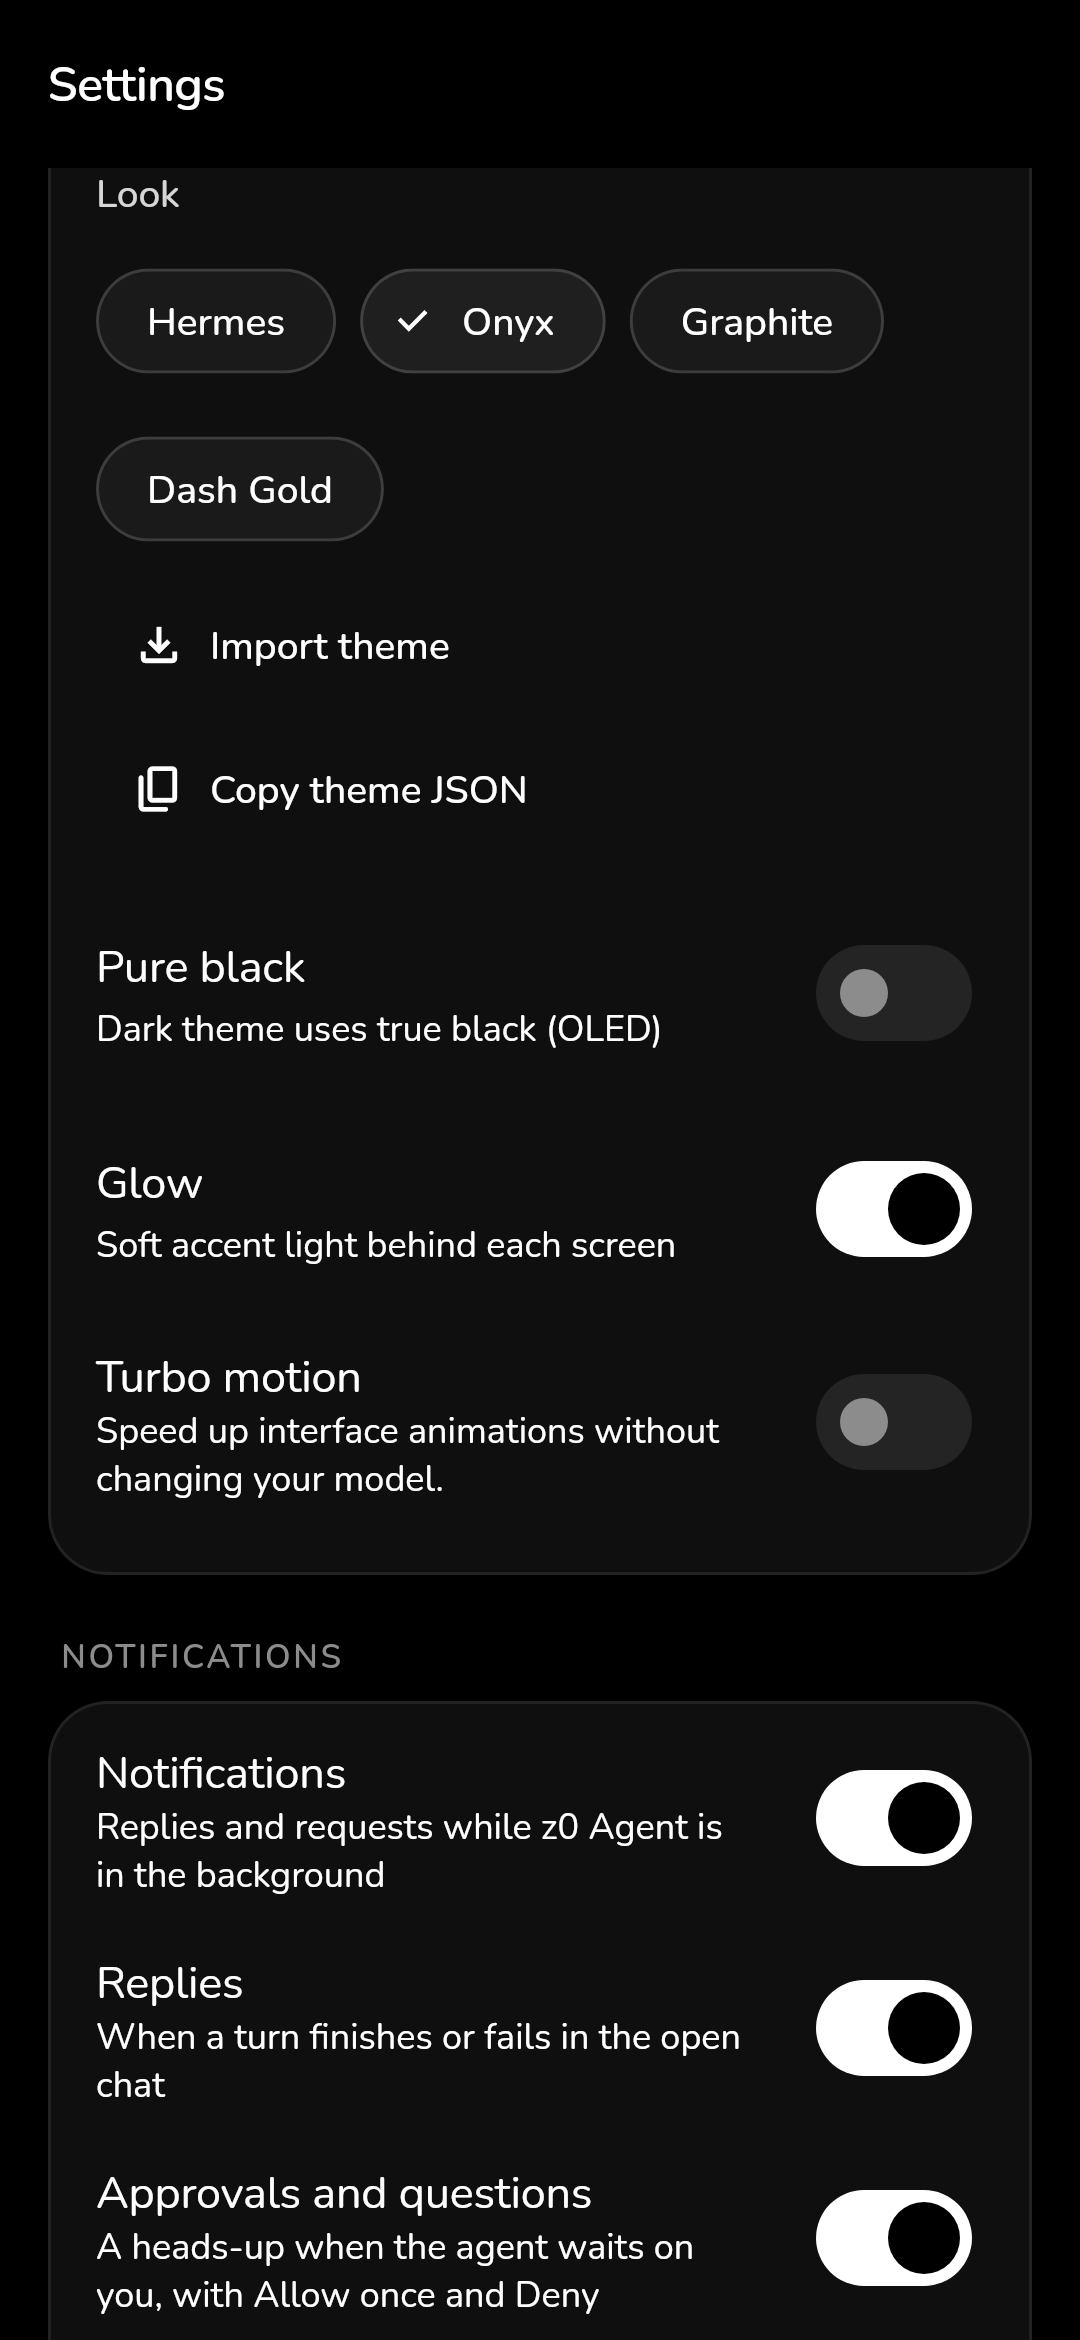 Settings
Look
Hermes
Onyx
Graphite
Dash Gold
Import theme
Copy theme JSON
Pure black
Dark theme uses true black (OLED)
Glow
Soft accent light behind each screen
Turbo motion
Speed up interface animations without
changing your model.
NOTIFICATIONS
Notifications
Replies and requests while z0 Agent is
in the background
Replies
When a turn finishes or fails in the open
chat
Approvals and questions
A heads-up when the agent waits on
you, with Allow once and Deny